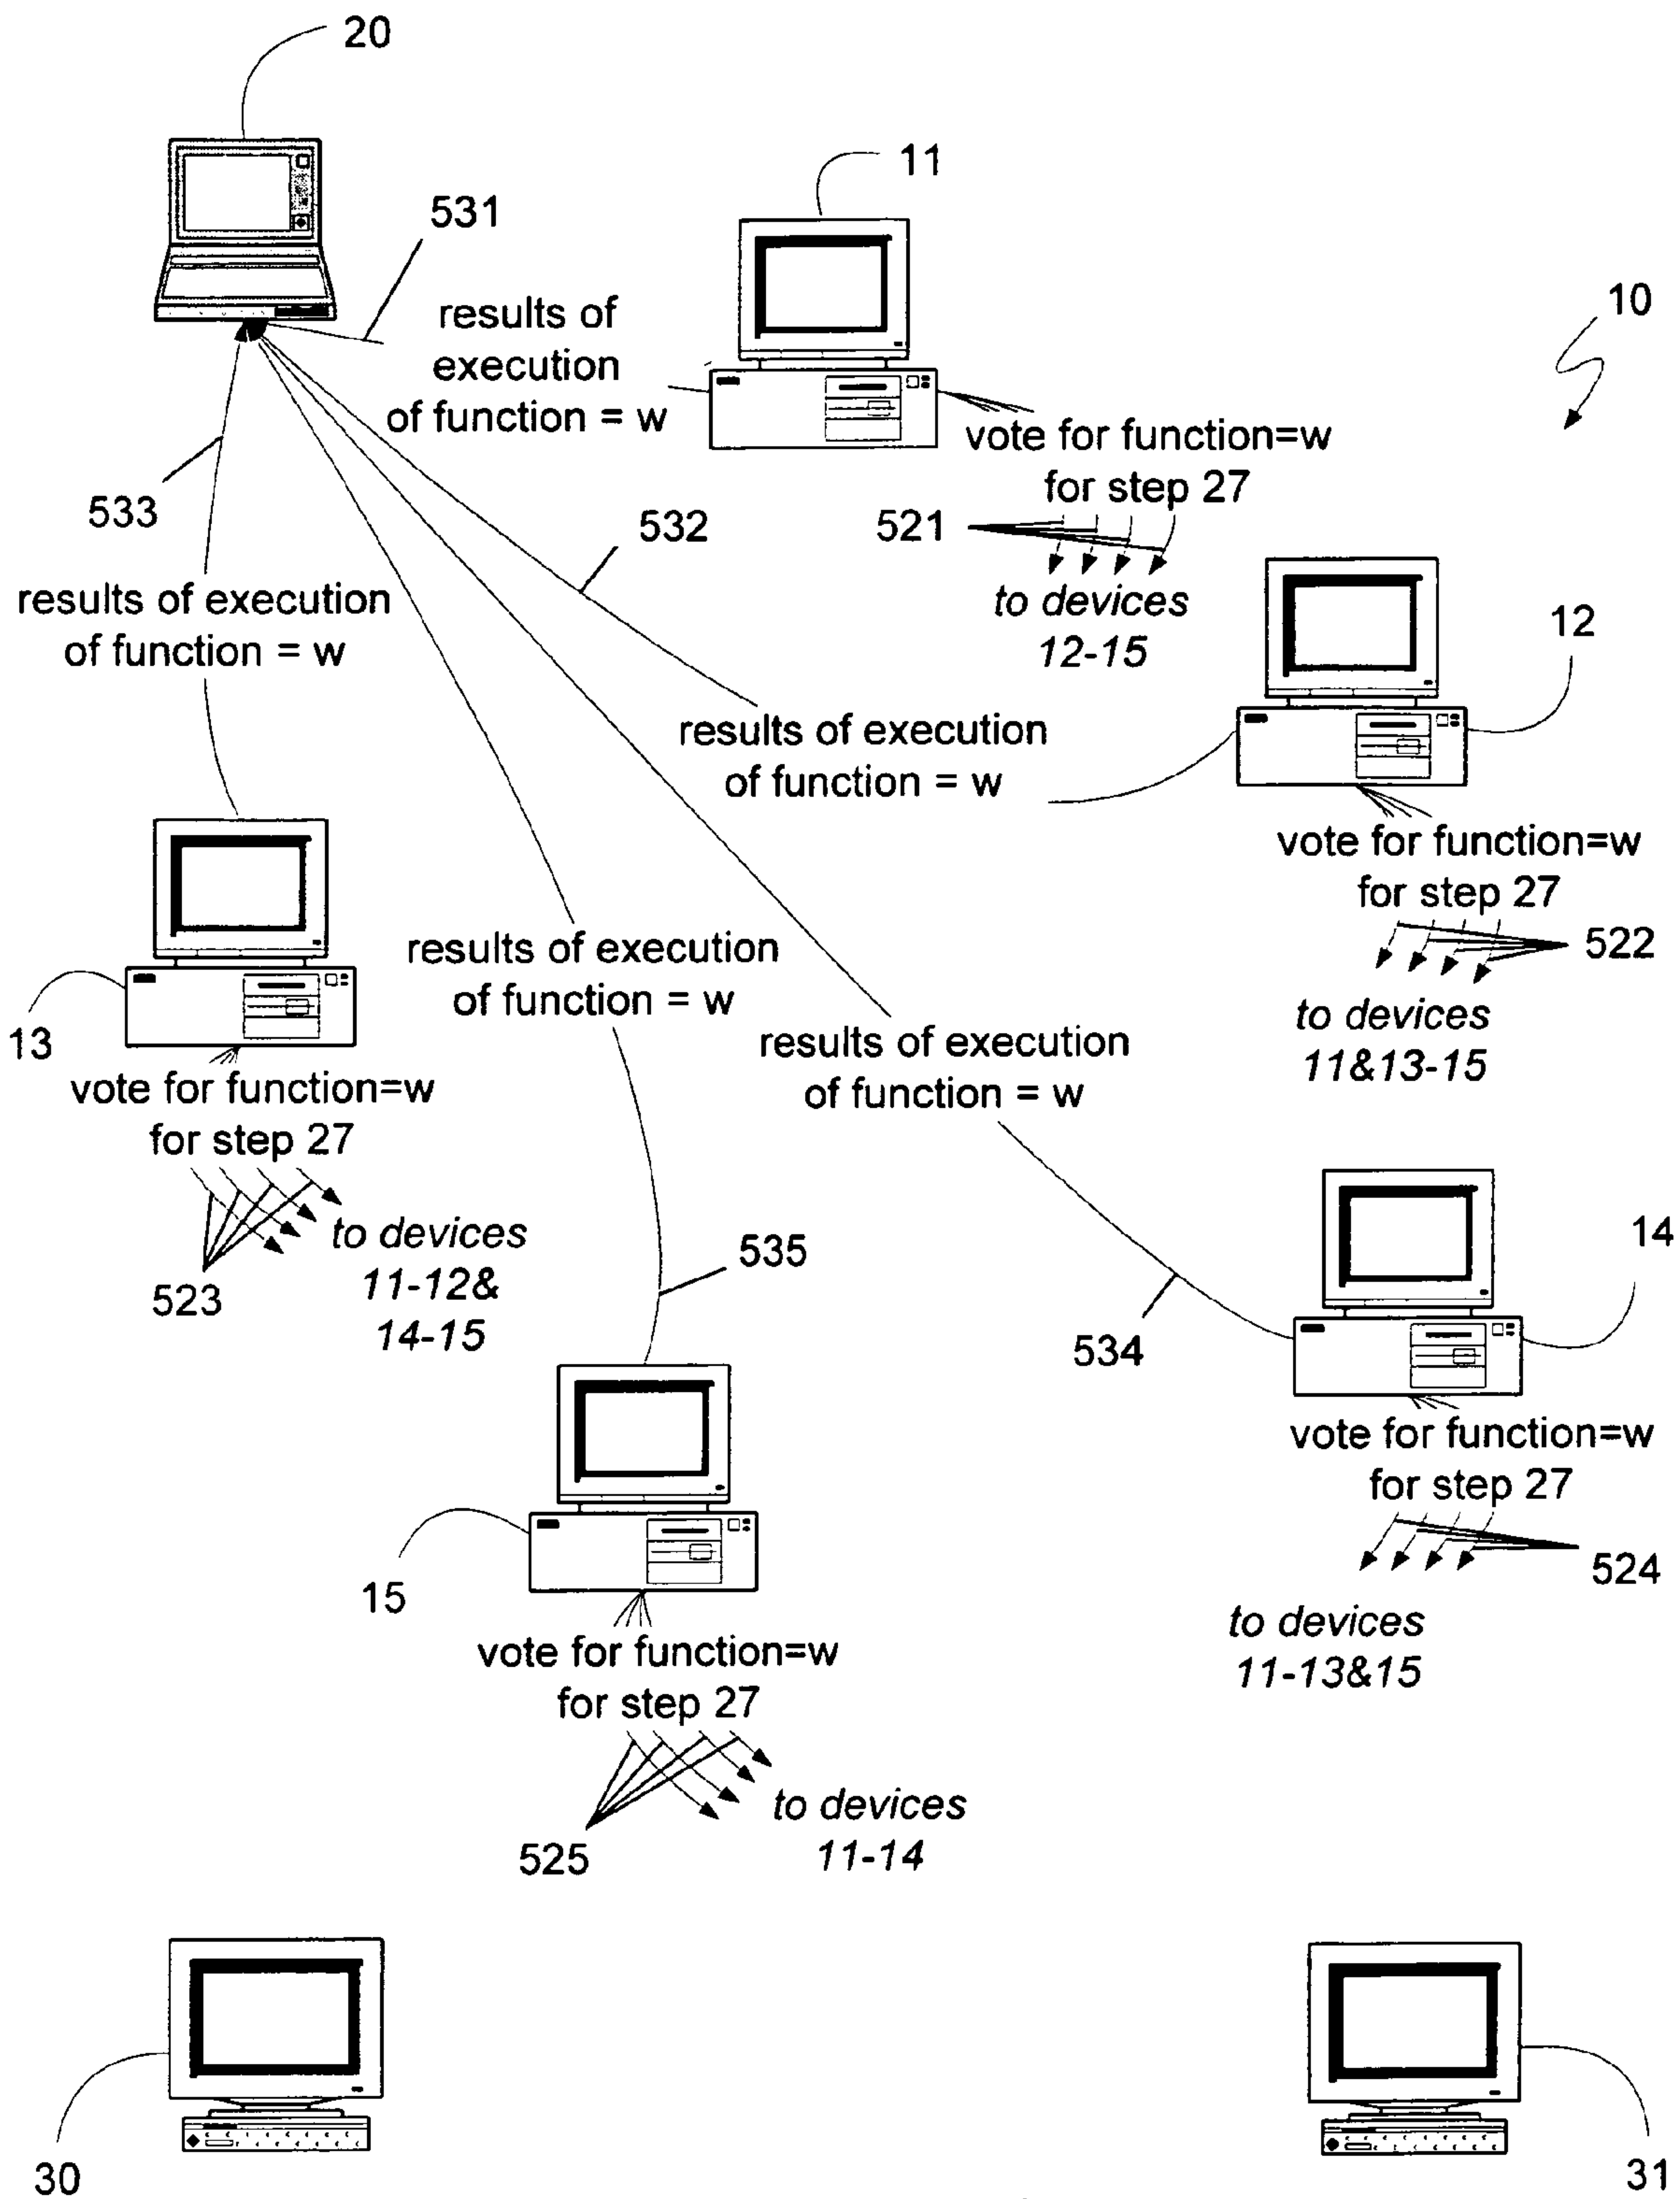 20
11
531
10
results of
execution
of function = w
vote for function=w
for step 27
533
532
521
to devices
12-15
results of execution
of function = w
12
results of execution
of function = w
vote for function=w
for step 27
522
results of execution
of function = w
to devices
11&13-15
13
results of execution
of function = w
vote for function=w
for step 27
to devices
11-12&
14-15
523
535
14
534
vote for function=w
for step 27
524
15
to devices
11-13&15
vote for function=w
for step 27
to devices
11-14
525
30
31